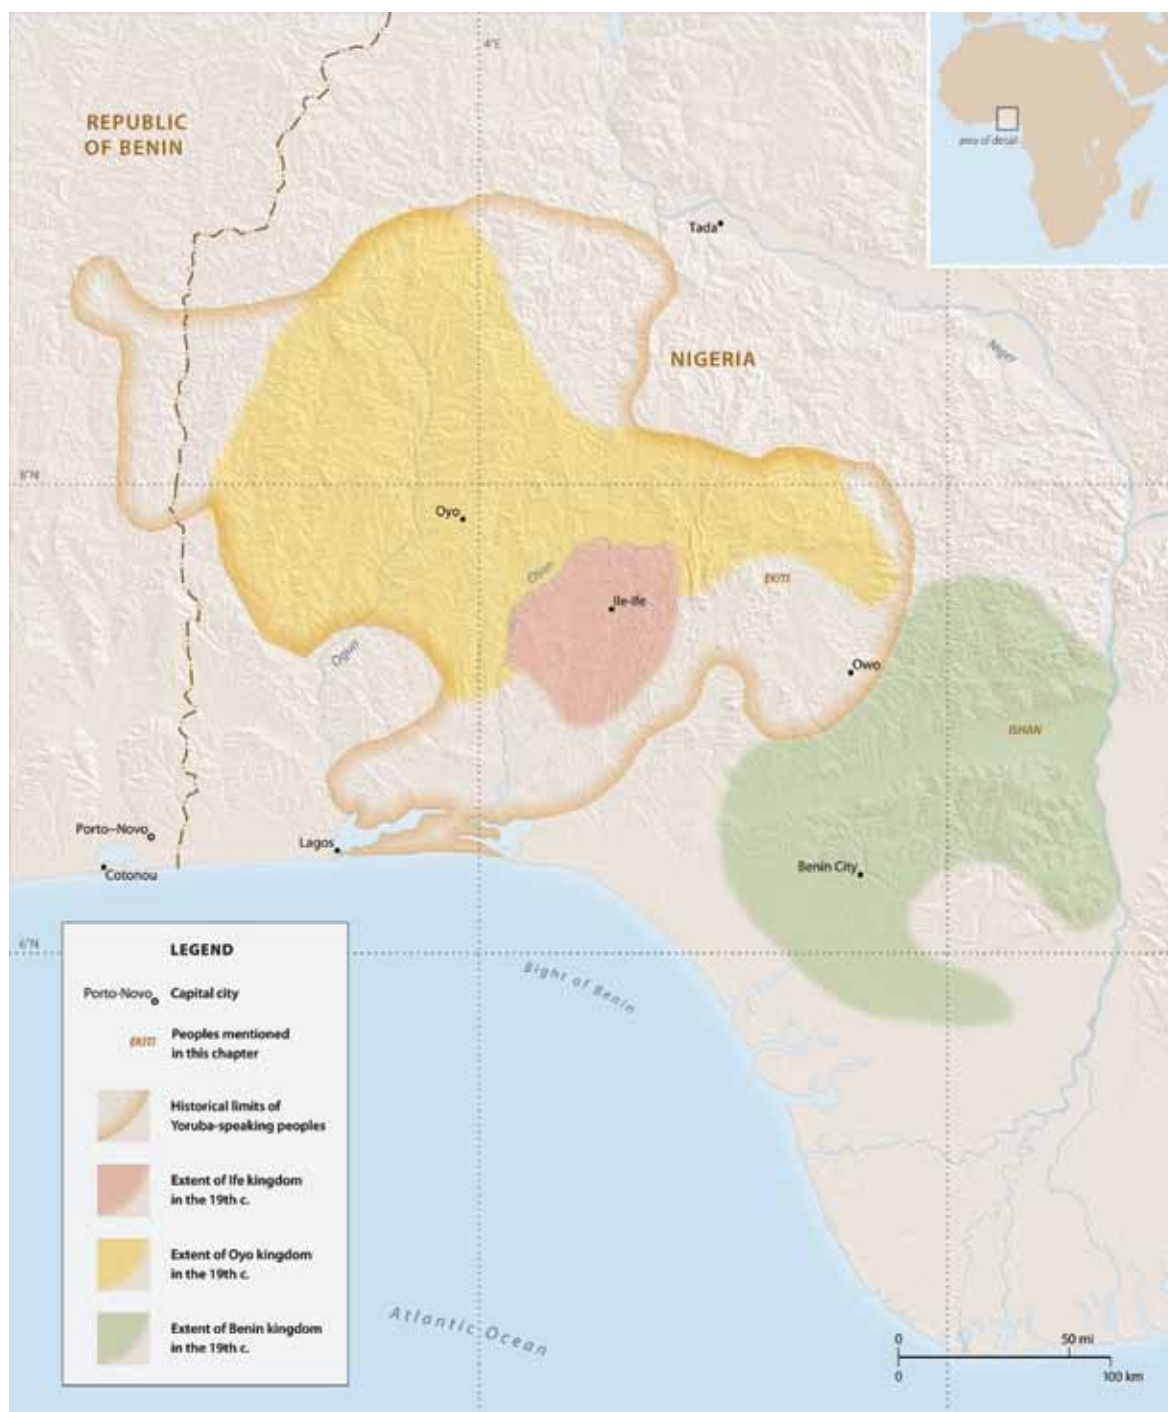 4°E
REPUBLIC
OF BENIN
area of detail
Tada
NIGERIA
Niger
8°N
Oyo
Oṣun
EKITI
Ile-Ife
Ogun
Owo
ISHAN
Porto-Novo
Lagos
Cotonou
Benin City
6°N
Bight of Benin
LEGEND
Porto-Novo Capital city
EKITI Peoples mentioned
in this chapter
Historical limits of
Yoruba-speaking peoples
Extent of Ife kingdom
in the 19th c.
Extent of Oyo kingdom
in the 19th c.
Extent of Benin kingdom
in the 19th c.
Atlantic Ocean
0 50 mi
0 100 km